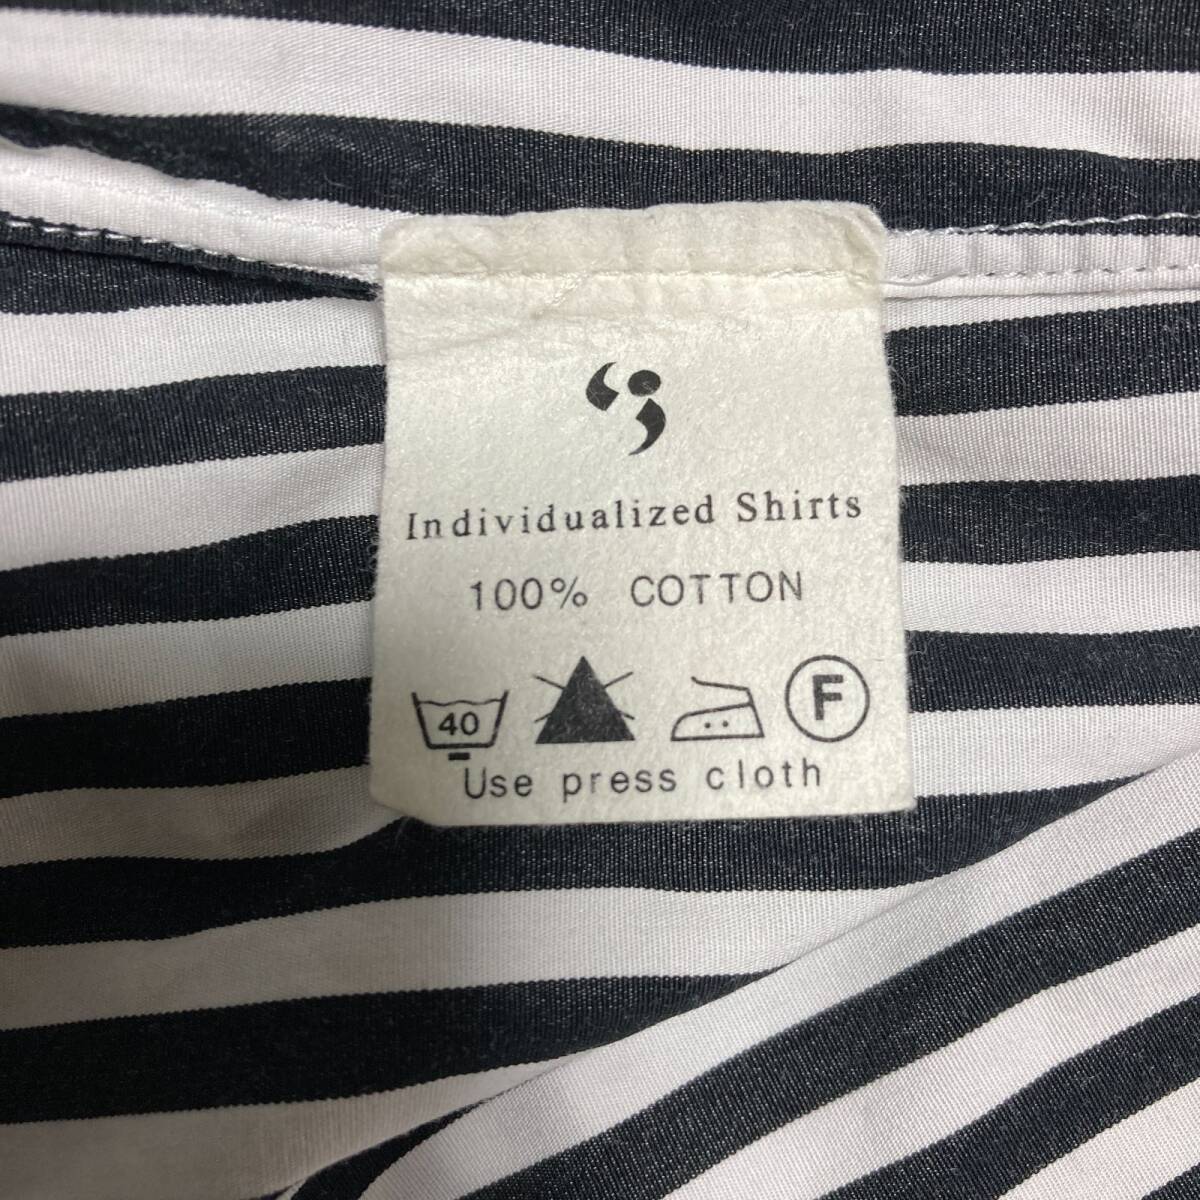 Individualized Shirts
100% COTTON
40 F
Use press cloth